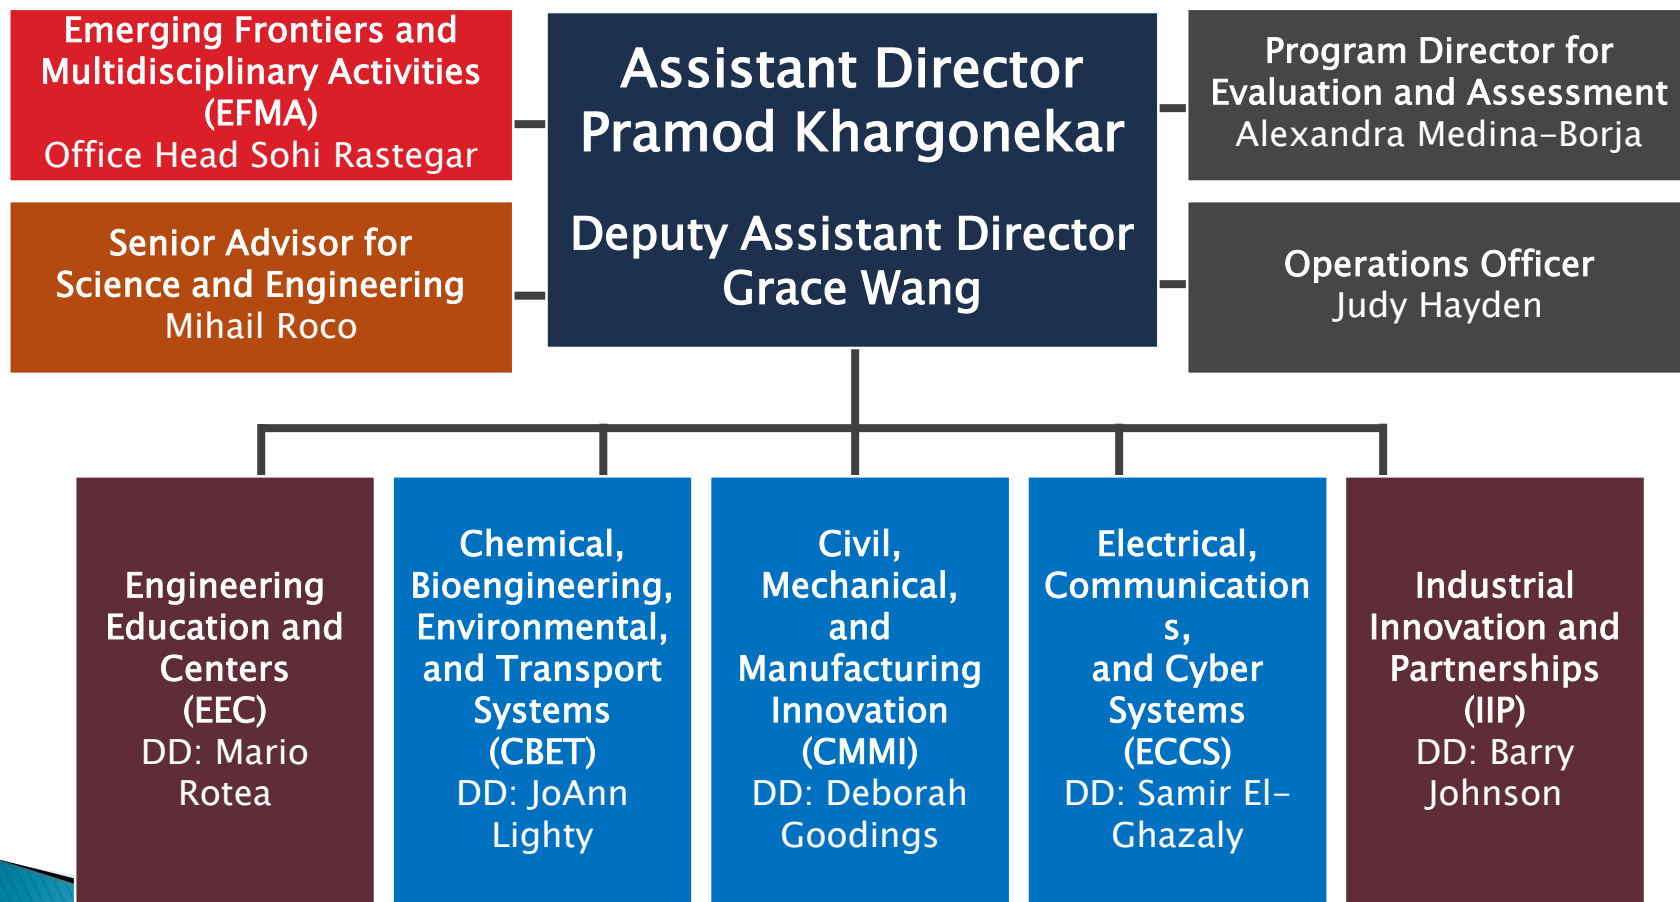 Emerging Frontiers and
Multidisciplinary Activities
(EFMA)
Office Head Sohi Rastegar
Senior Advisor for
Science and Engineering
Mihail Roco
Assistant Director
Pramod Khargonekar
Deputy Assistant Director
Grace Wang
Program Director for
Evaluation and Assessment
Alexandra Medina-Borja
Operations Officer
Judy Hayden
Engineering
Education and
Centers
(EEC)
DD: Mario
Rotea
Chemical,
Bioengineering,
Environmental,
and Transport
Systems
(CBET)
DD: JoAnn
Lighty
Civil,
Mechanical,
and
Manufacturing
Innovation
(CMMI)
DD: Deborah
Goodings
Electrical,
Communication
s,
and Cyber
Systems
(ECCS)
DD: Samir El-
Ghazaly
Industrial
Innovation and
Partnerships
(IIP)
DD: Barry
Johnson